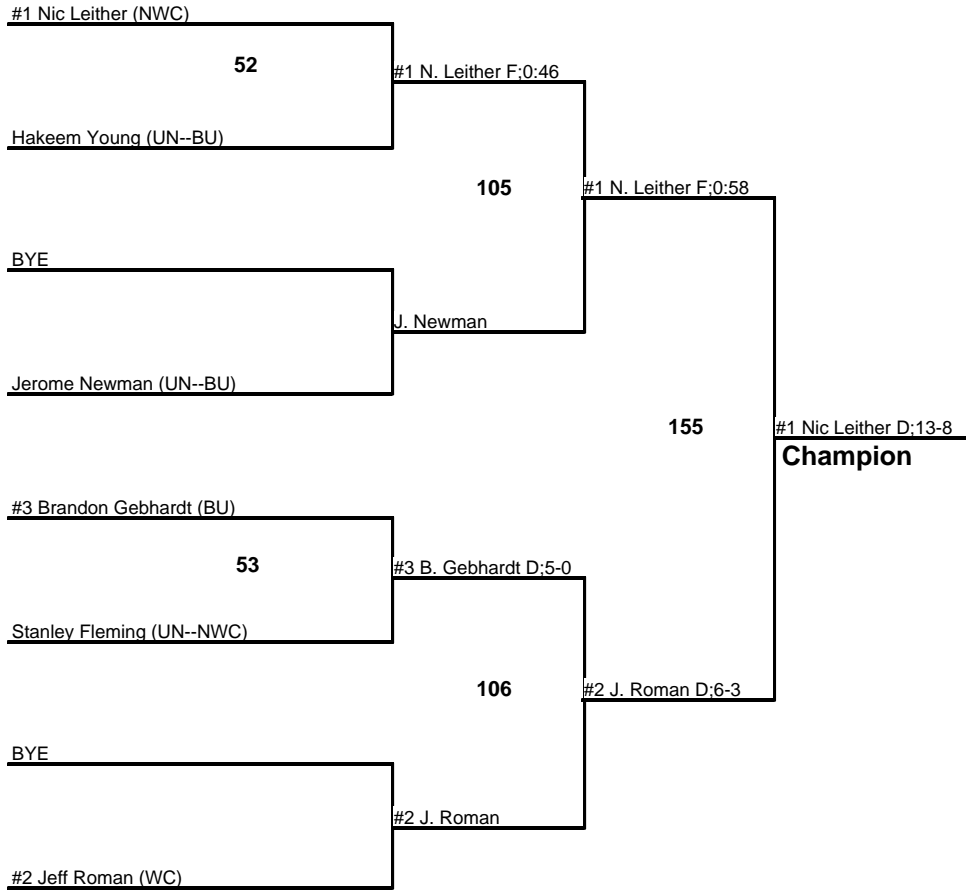 #1 Nic Leither (NWC)
52
#1 N. Leither F;0:46
Hakeem Young (UN--BU)
105
#1 N. Leither F;0:58
BYE
J. Newman
Jerome Newman (UN--BU)
155
#1 Nic Leither D;13-8
Champion
#3 Brandon Gebhardt (BU)
53
#3 B. Gebhardt D;5-0
Stanley Fleming (UN--NWC)
106
#2 J. Roman D;6-3
BYE
#2 J. Roman
#2 Jeff Roman (WC)